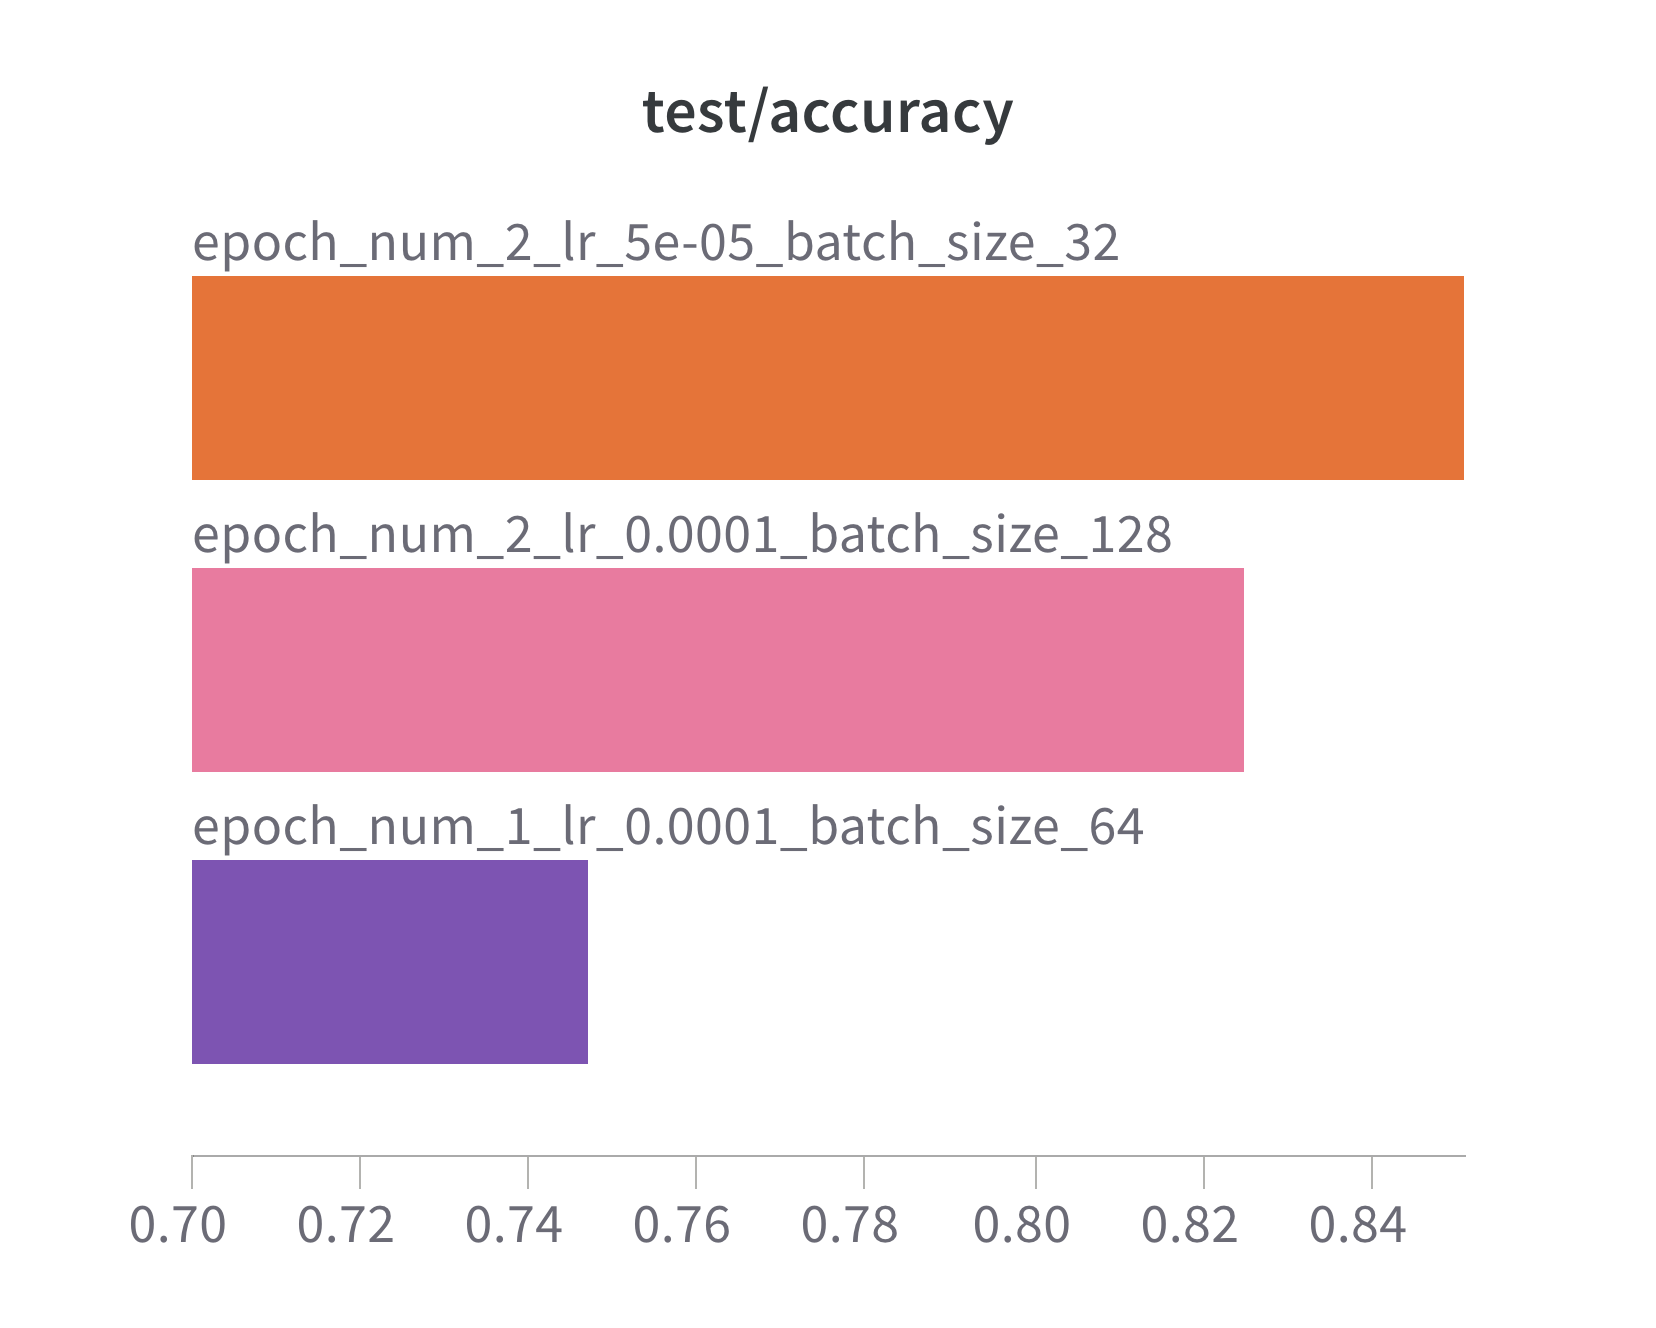 test/accuracy
epoch_num_2_lr_5e-05_batch_size_32
epoch_num_2_lr_0.0001_batch_size_128
epoch_num_1_lr_0.0001_batch_size_64
0.70 0.72 0.74 0.76 0.78 0.80 0.82 0.84